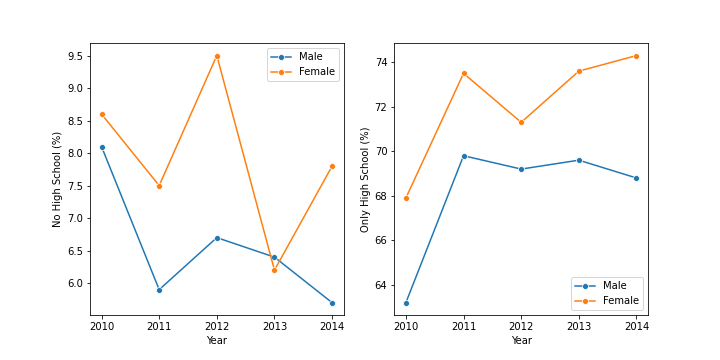 No High School (%)
9.5
9.0
8.5
8.0
7.5
7.0
6.5
6.0
Male
Female
2010 2011 2012 2013 2014
Year
Only High School (%)
74
72
70
68
66
64
Male
Female
2010 2011 2012 2013 2014
Year